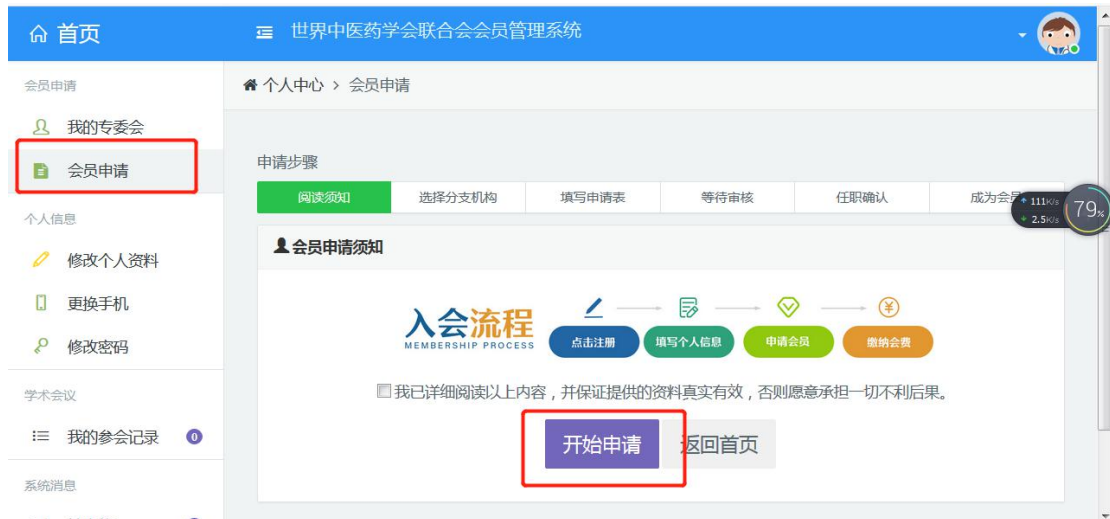 首页
世界中医药学会联合会会员管理系统
会员申请
个人中心 > 会员申请
我的专委会
会员申请
申请步骤
阅读须知 选择分支机构 填写申请表 等待审核 任职确认 成为会
111K/s
2.5K/s
79%
个人信息
会员申请须知
修改个人资料
更换手机
修改密码
入会流程
MEMBERSHIP PROCESS
点击注册 填写个人信息 申请会员 缴纳会费
我已详细阅读以上内容，并保证提供的资料真实有效，否则愿意承担一切不利后果。
学术会议
我的参会记录 0
开始申请 返回首页
系统消息